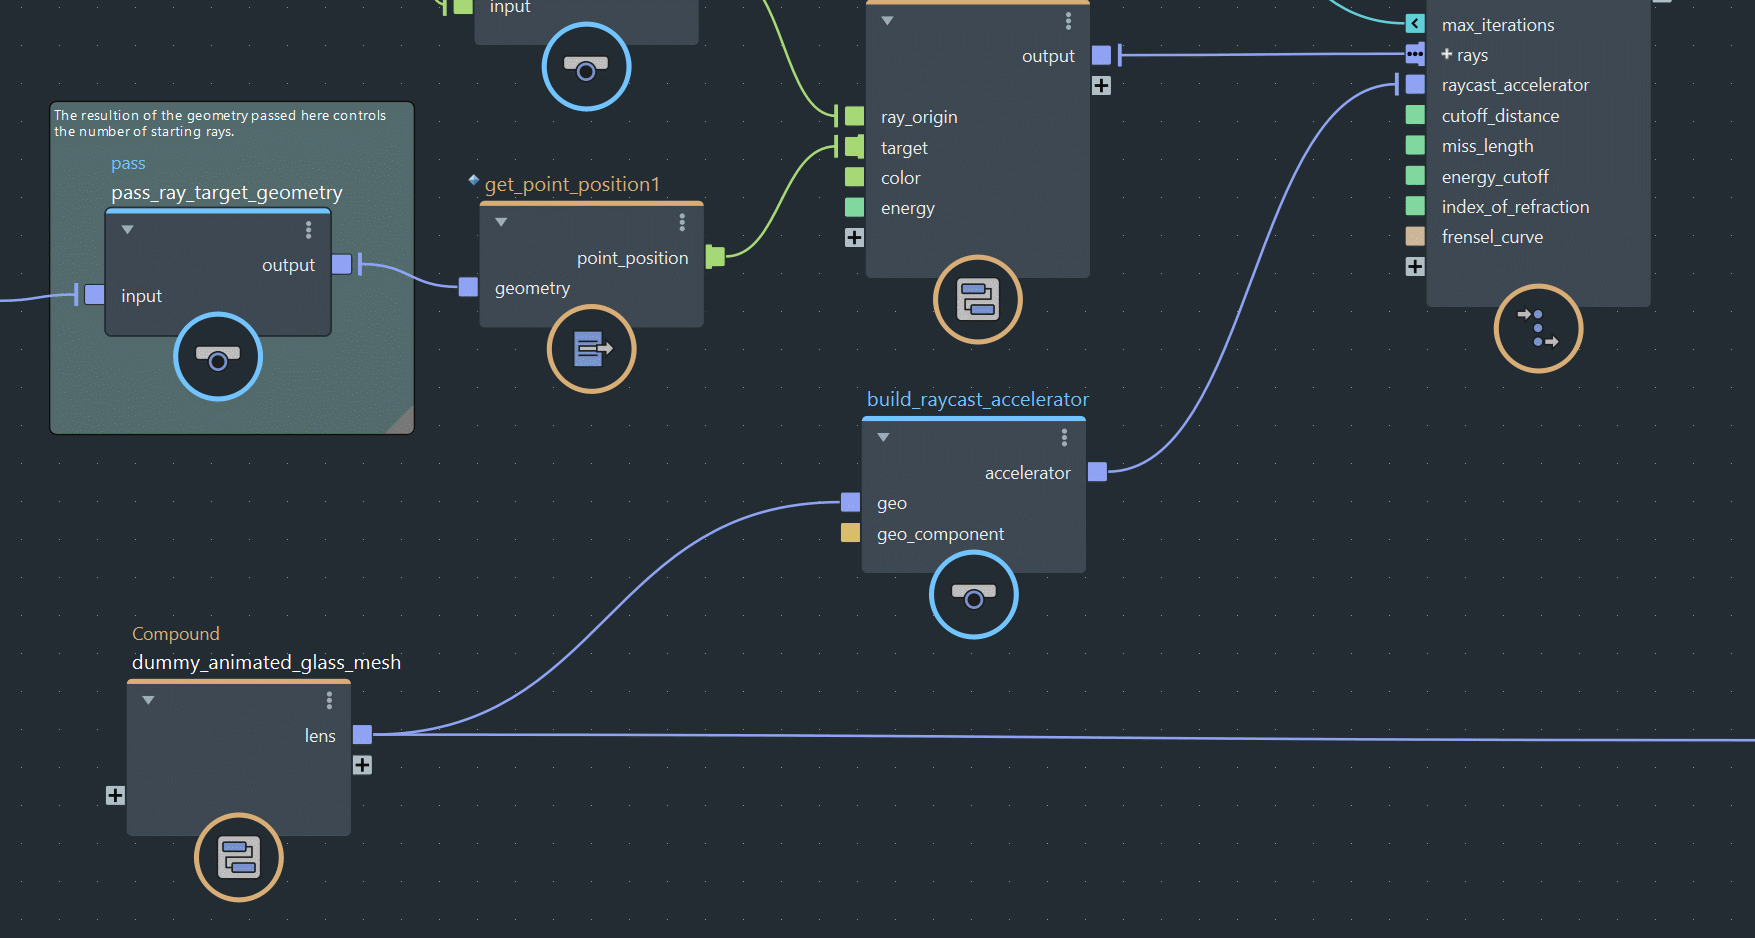 input
The resultion of the geometry passed here controls
the number of starting rays.
pass
pass_ray_target_geometry
output
input
get_point_position1
point_position
geometry
output
ray_origin
target
color
energy
max_iterations
rays
raycast_accelerator
cutoff_distance
miss_length
energy_cutoff
index_of_refraction
frensel_curve
build_raycast_accelerator
accelerator
geo
geo_component
Compound
dummy_animated_glass_mesh
lens